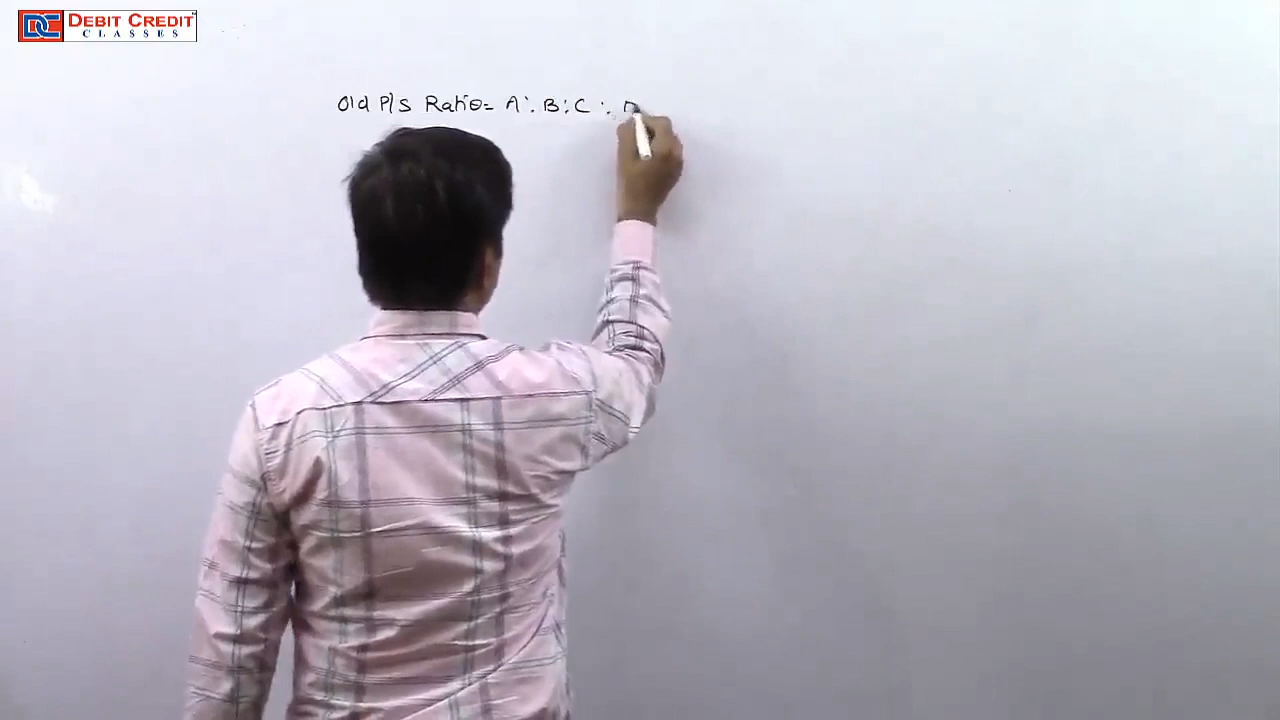 DEBIT CREDIT
CLASSES
Old P/S Ratio = A : B : C :